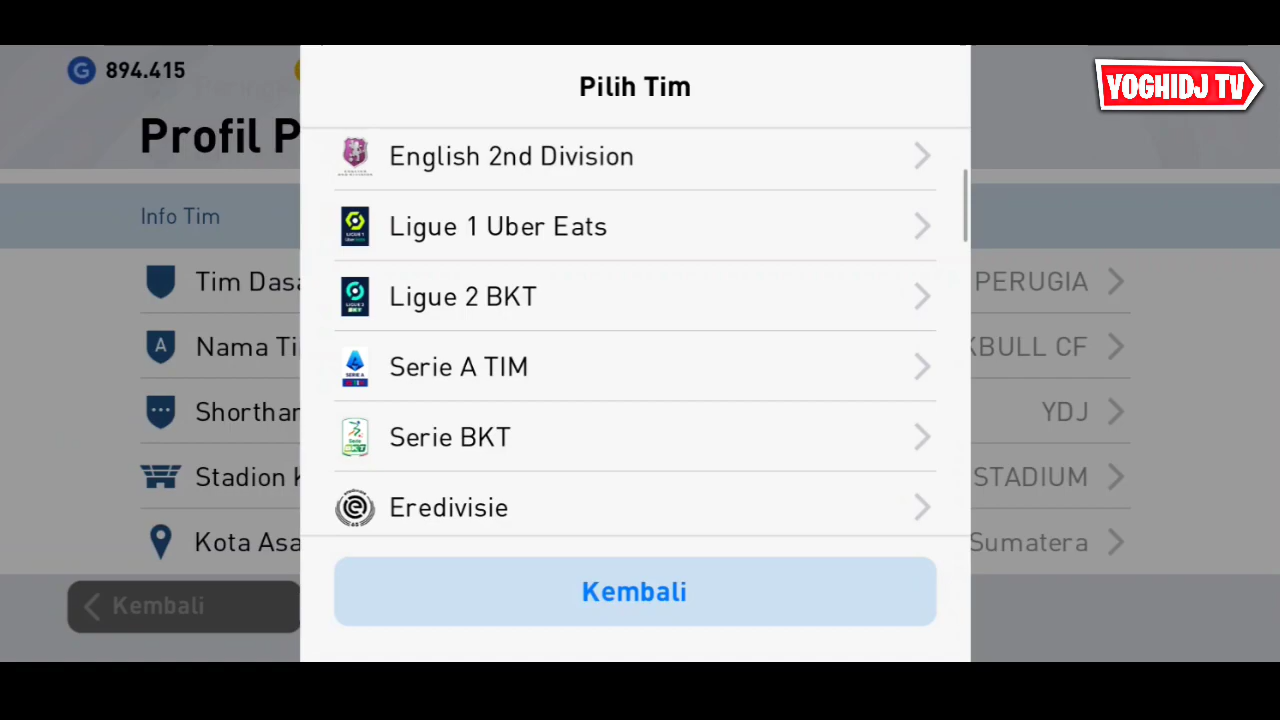 894.415
YOGHIDJ TV
Profil P
Info Tim
Tim Dasa
PERUGIA
Nama Ti
KBULL CF
Shorthan
YDJ
Stadion K
STADIUM
Kota Asa
Sumatera
Kembali
Pilih Tim
English 2nd Division
Ligue 1 Uber Eats
Ligue 2 BKT
Serie A TIM
Serie BKT
Eredivisie
Kembali